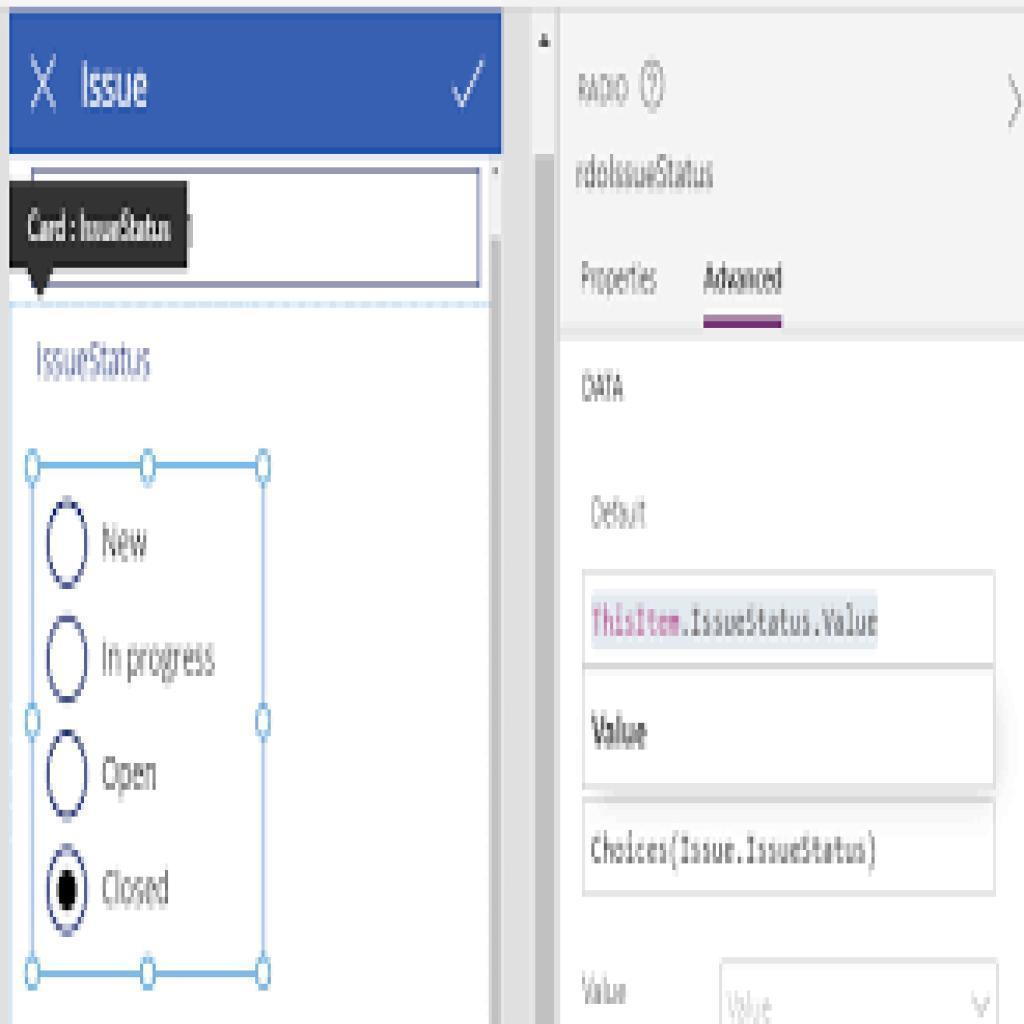 Issue
Card : IssueStatus
IssueStatus
New
In progress
Open
Closed
RADIO
rdoIssueStatus
Properties
Advanced
DATA
Default
ThisItem.IssueStatus.Value
Value
Choices(Issue.IssueStatus)
Value
Value